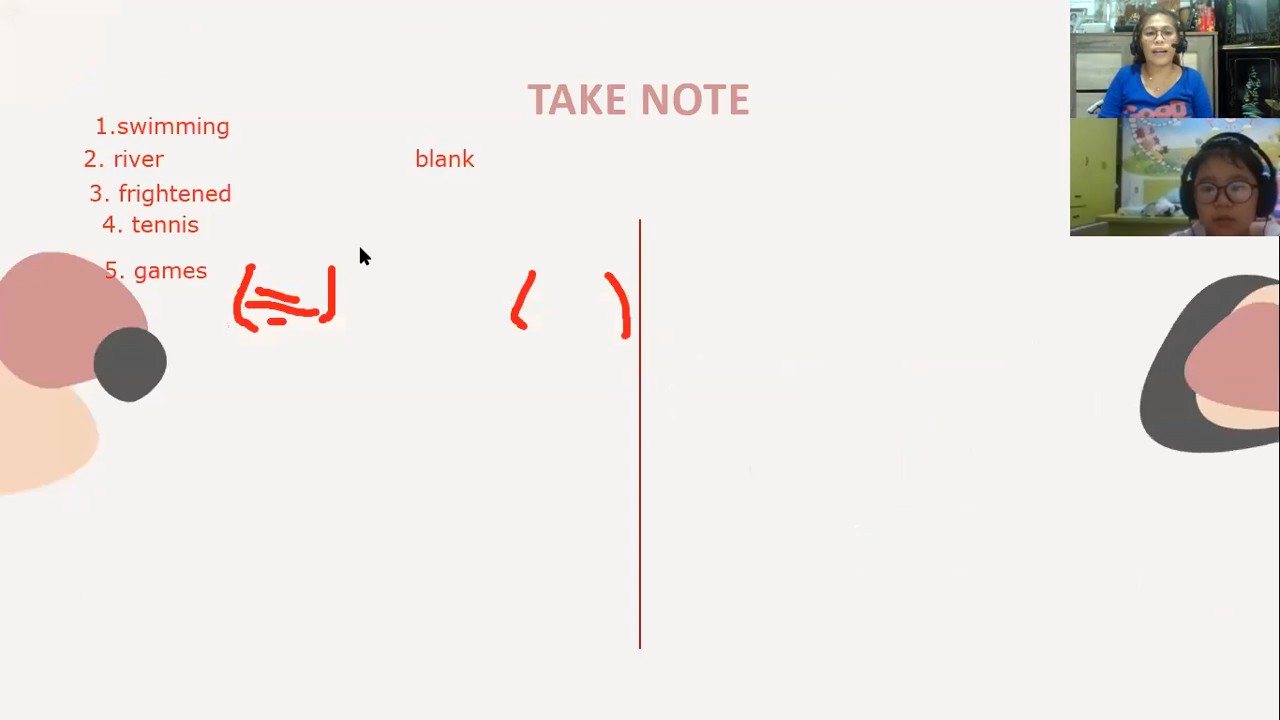 TAKE NOTE
1.swimming
2. river
blank
3. frightened
4. tennis
5. games